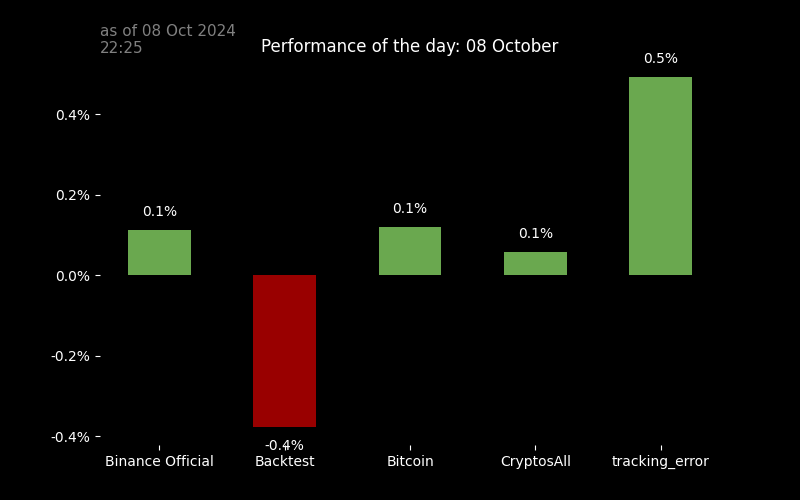 as of 08 Oct 2024
22:25
Performance of the day: 08 October
0.5%
0.4%
0.2%
0.1%
0.1%
0.1%
0.0%
-0.2%
-0.4%
-0.4%
Binance Official
Backtest
Bitcoin
CryptosAll
tracking_error